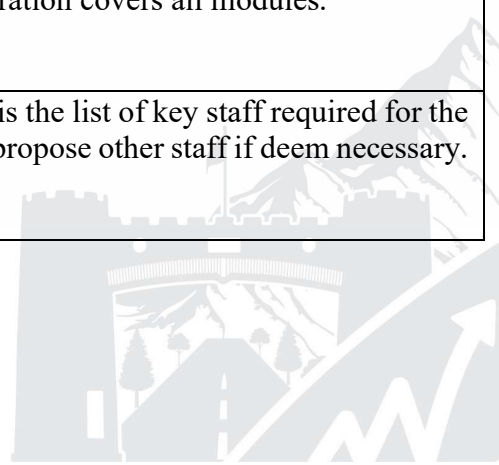 ration covers all modules.
is the list of key staff required for the
propose other staff if deem necessary.